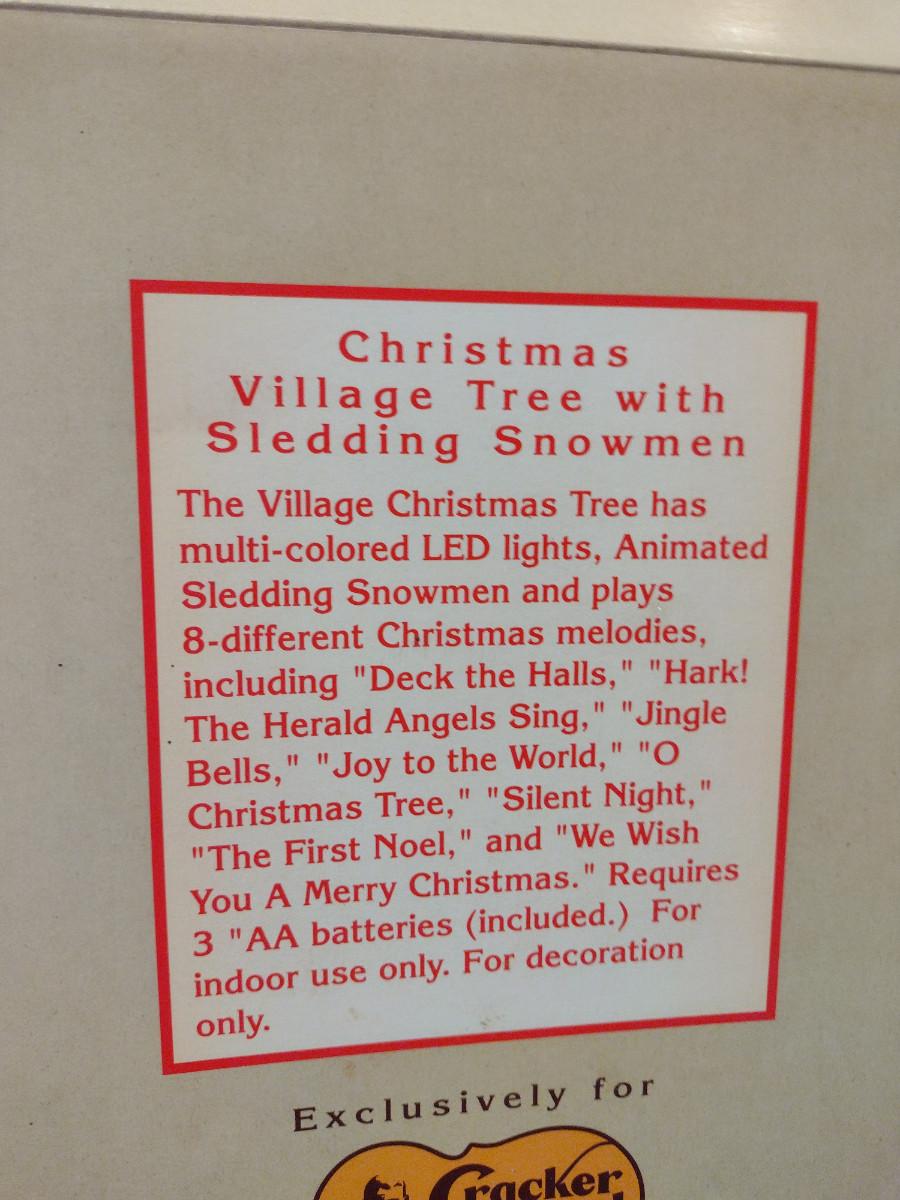 Christmas
Village Tree with
Sledding Snowmen
The Village Christmas Tree has
multi-colored LED lights, Animated
Sledding Snowmen and plays
8-different Christmas melodies,
including "Deck the Halls," "Hark!
The Herald Angels Sing," "Jingle
Bells," "Joy to the World," "O
Christmas Tree," "Silent Night,"
"The First Noel," and "We Wish
You A Merry Christmas." Requires
3 "AA batteries (included.) For
indoor use only. For decoration
only.
Exclusively for
Cracker